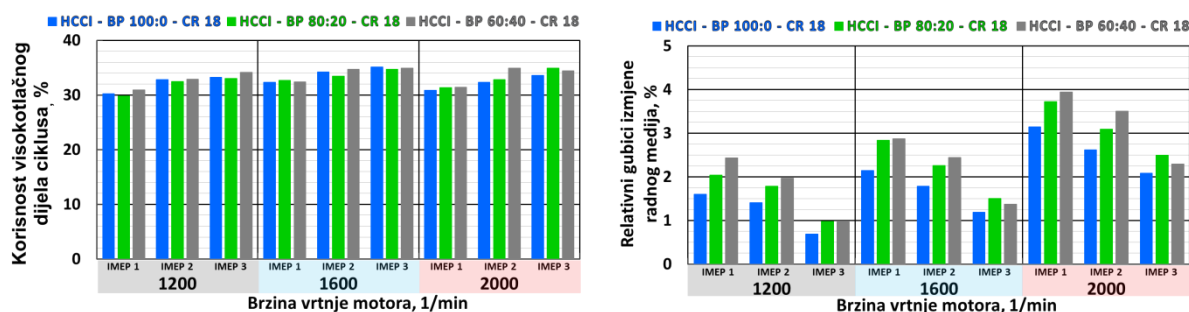 HCCI - BP 100:0 - CR 18 HCCI - BP 80:20 - CR 18 HCCI - BP 60:40 - CR 18
Korisnost visokotlačnog
dijela ciklusa, %
40
30
20
10
0
IMEP 1 IMEP 2 IMEP 3 IMEP 1 IMEP 2 IMEP 3 IMEP 1 IMEP 2 IMEP 3
1200 1600 2000
Brzina vrtnje motora, 1/min
HCCI - BP 100:0 - CR 18 HCCI - BP 80:20 - CR 18 HCCI - BP 60:40 - CR 18
Relativni gubici izmjene
radnog medija, %
5
4
3
2
1
0
IMEP 1 IMEP 2 IMEP 3 IMEP 1 IMEP 2 IMEP 3 IMEP 1 IMEP 2 IMEP 3
1200 1600 2000
Brzina vrtnje motora, 1/min